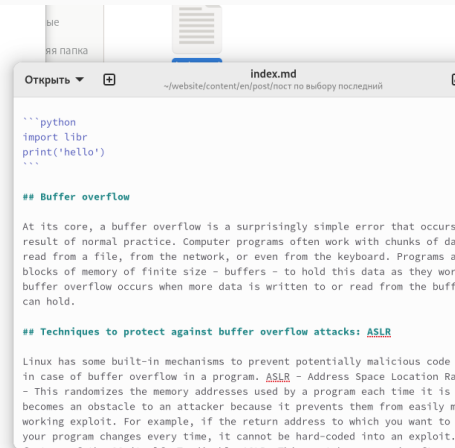 ые
яя папка
Открыть
index.md
~/website/content/en/post/пост по выбору последний
```python
import libr
print('hello')
```
## Buffer overflow
At its core, a buffer overflow is a surprisingly simple error that occurs
result of normal practice. Computer programs often work with chunks of da
read from a file, from the network, or even from the keyboard. Programs a
blocks of memory of finite size – buffers – to hold this data as they wor
buffer overflow occurs when more data is written to or read from the buff
can hold.
## Techniques to protect against buffer overflow attacks: ASLR
Linux has some built-in mechanisms to prevent potentially malicious code
in case of buffer overflow in a program. ASLR – Address Space Location Ra
– This randomizes the memory addresses used by a program each time it is
becomes an obstacle to an attacker because it prevents them from easily m
working exploit. For example, if the return address to which you want to
your program changes every time, it cannot be hard-coded into an exploit.